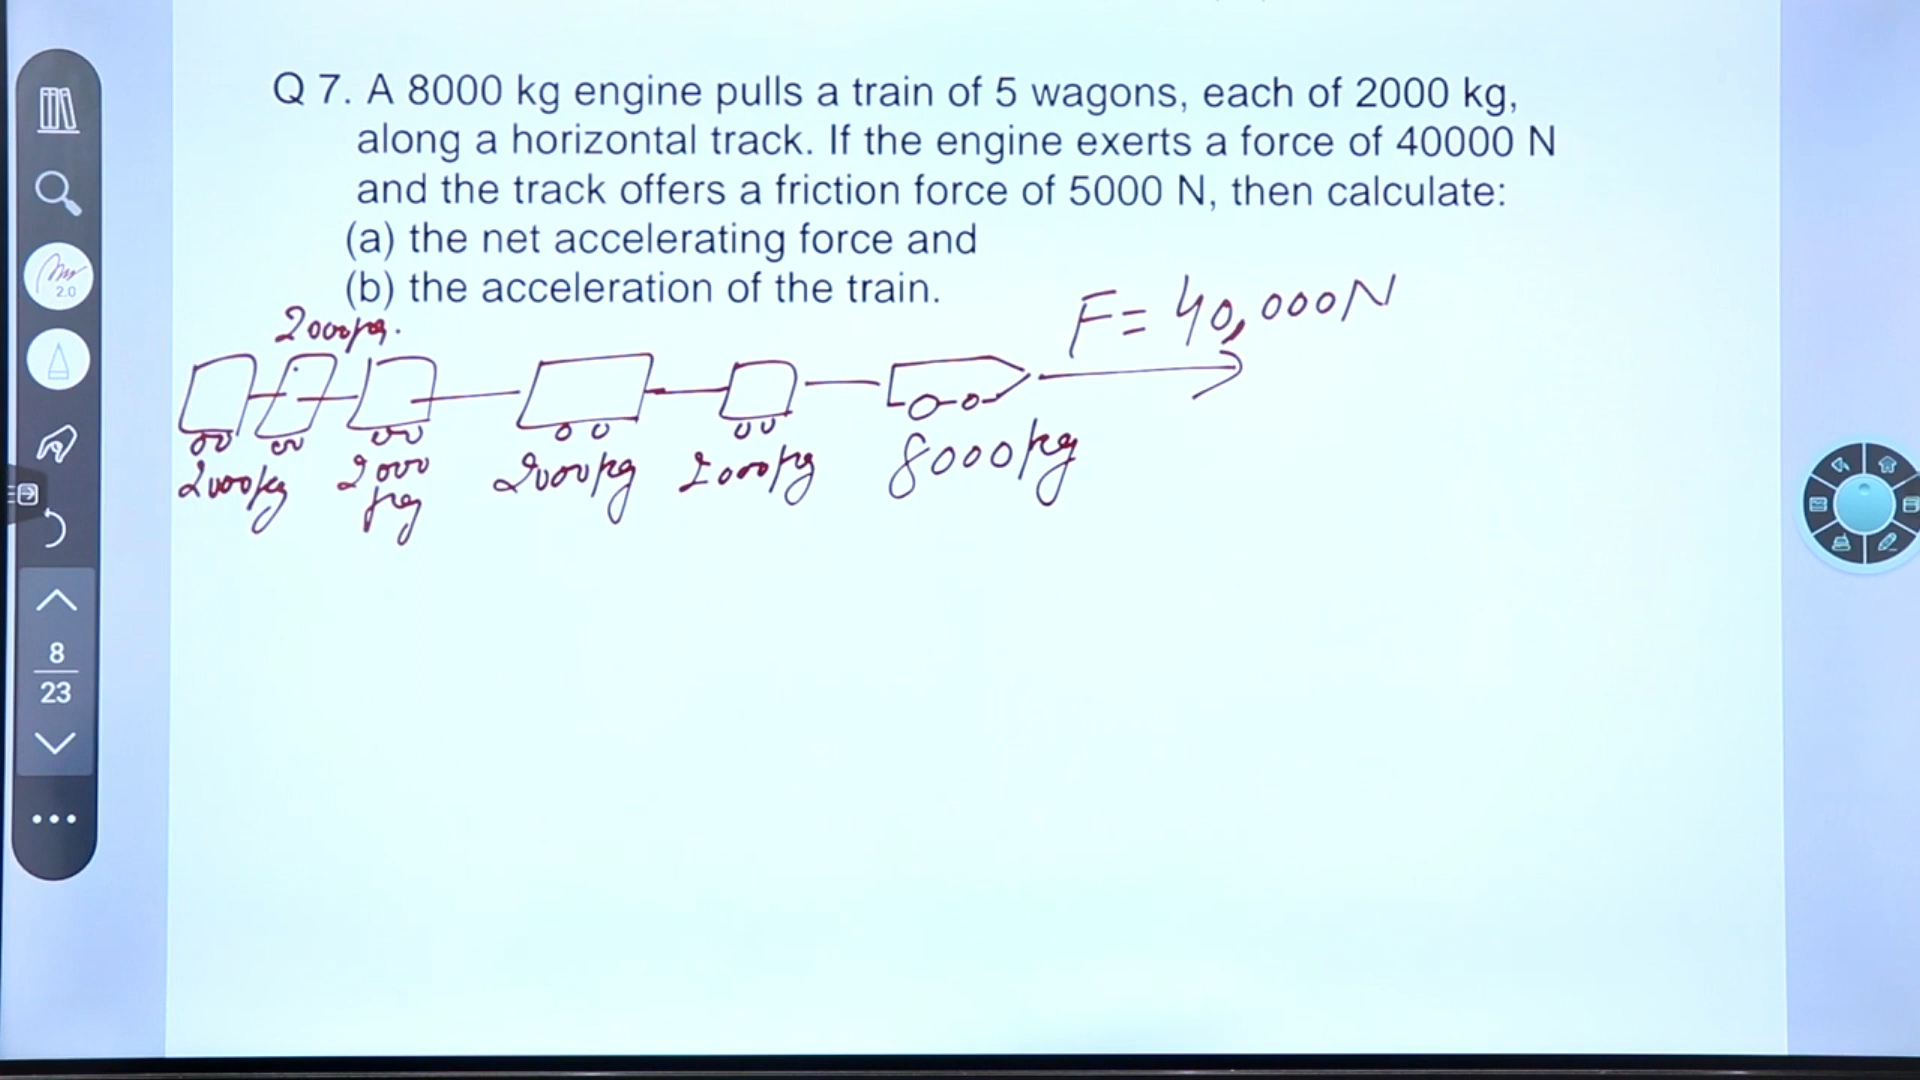 Q 7. A 8000 kg engine pulls a train of 5 wagons, each of 2000 kg,
along a horizontal track. If the engine exerts a force of 40000 N
and the track offers a friction force of 5000 N, then calculate:
(a) the net accelerating force and
(b) the acceleration of the train.
F = 40,000N
2000kg.
2000kg 2000 kg 2000kg 2000kg 8000kg
2.0
8
23